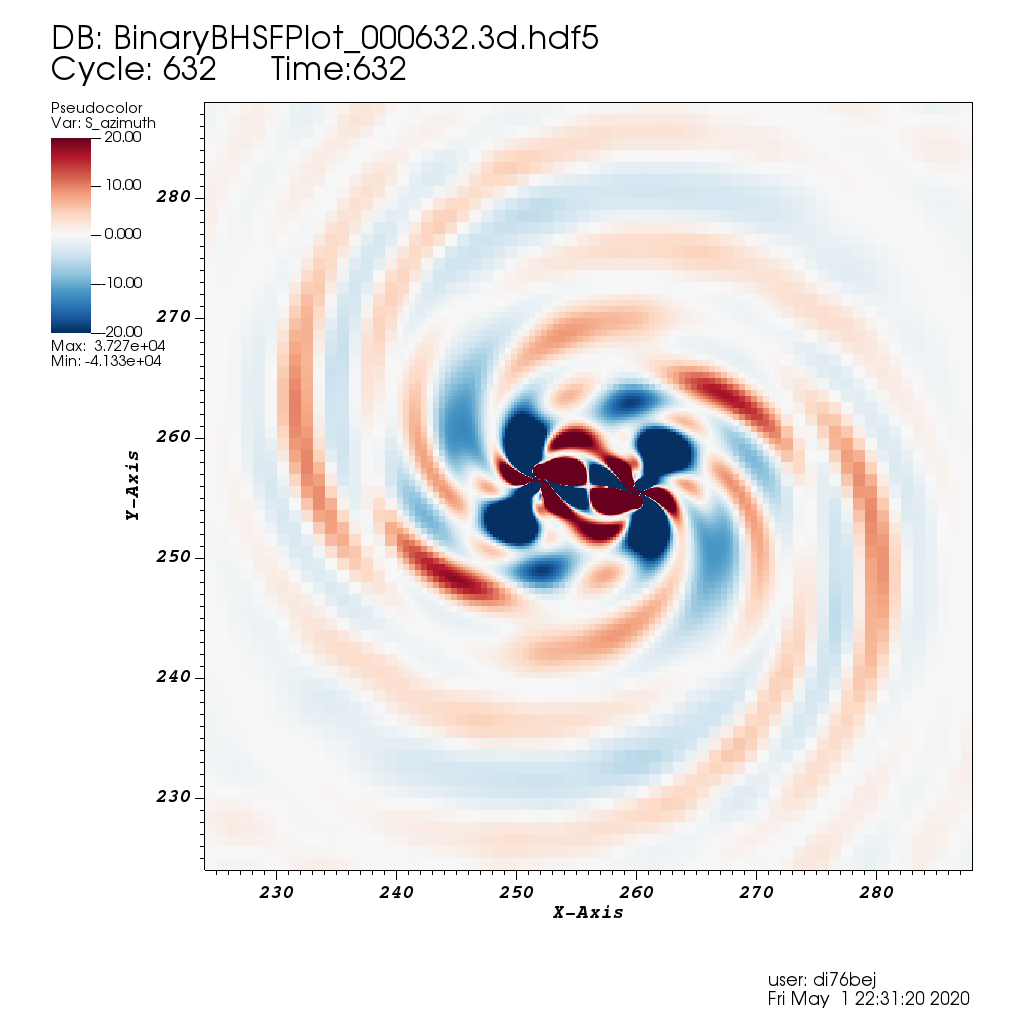 DB: BinaryBHSFPlot_000632.3d.hdf5
Cycle: 632 Time:632
Pseudocolor
Var: S_azimuth
20.00
10.00
0.000
-10.00
-20.00
Max: 3.727e+04
Min: -4.133e+04
280
270
260
250
240
230
Y-Axis
230 240 250 260 270 280
X-Axis
user: di76bej
Fri May 1 22:31:20 2020